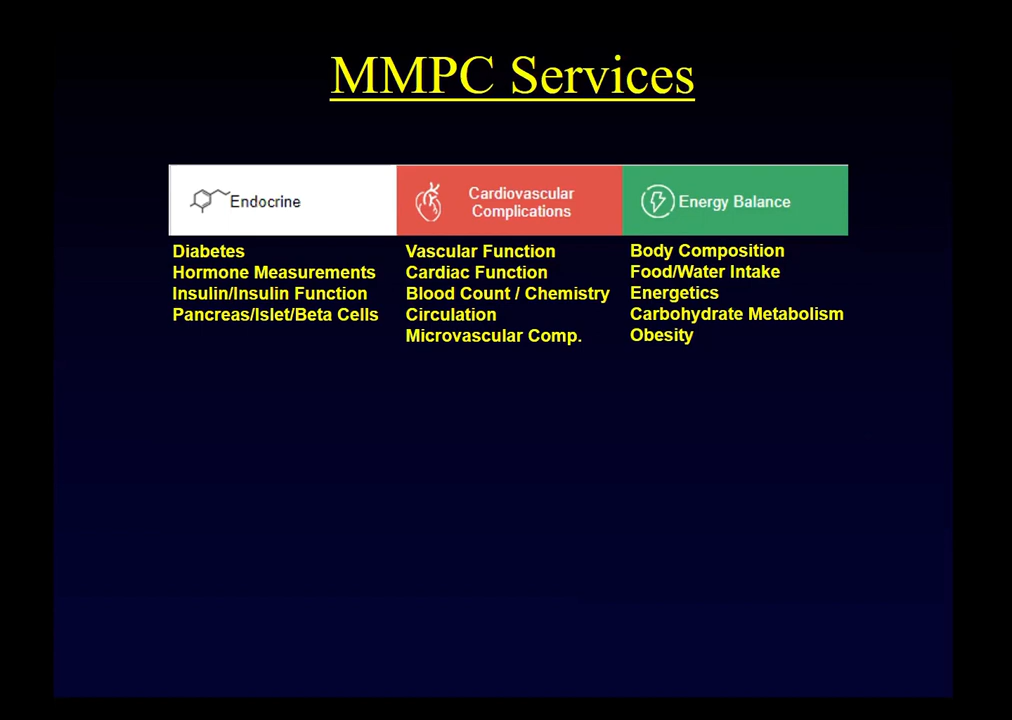 MMPC Services
Endocrine
Cardiovascular
Complications
Energy Balance
Diabetes
Hormone Measurements
Insulin/Insulin Function
Pancreas/Islet/Beta Cells
Vascular Function
Cardiac Function
Blood Count / Chemistry
Circulation
Microvascular Comp.
Body Composition
Food/Water Intake
Energetics
Carbohydrate Metabolism
Obesity